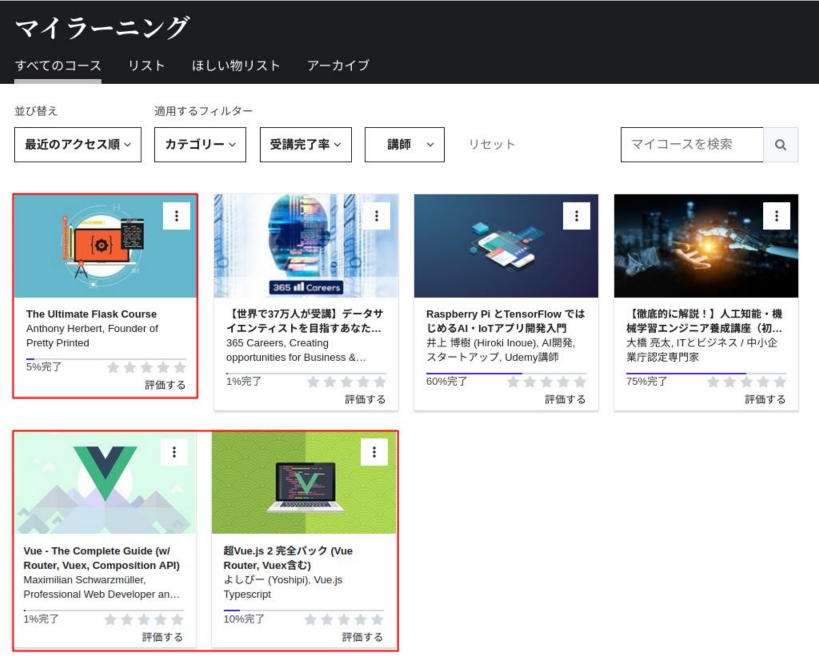 マイラーニング
すべてのコース リスト ほしい物リスト アーカイブ
並び替え 適用するフィルター
最近のアクセス順 カテゴリー 受講完了率 講師 リセット マイコースを検索
The Ultimate Flask Course
Anthony Herbert, Founder of
Pretty Printed
5%完了
評価する
365 Careers
【世界で37万人が受講】データサ
イエンティストを目指すあなた...
365 Careers, Creating
opportunities for Business &...
1%完了
評価する
Raspberry Pi とTensorFlow では
じめるAI・IoTアプリ開発入門
井上 博樹 (Hiroki Inoue), AI開発,
スタートアップ, Udemy講師
60%完了
評価する
【徹底的に解説！】人工知能・機
械学習エンジニア養成講座（初...
大橋 亮太, ITとビジネス / 中小企
業庁認定専門家
75%完了
評価する
Vue - The Complete Guide (w/
Router, Vuex, Composition API)
Maximilian Schwarzmüller,
Professional Web Developer an...
1%完了
評価する
超Vue.js 2 完全パック (Vue
Router, Vuex含む)
よしぴー (Yoshipi), Vue.js
Typescript
10%完了
評価する